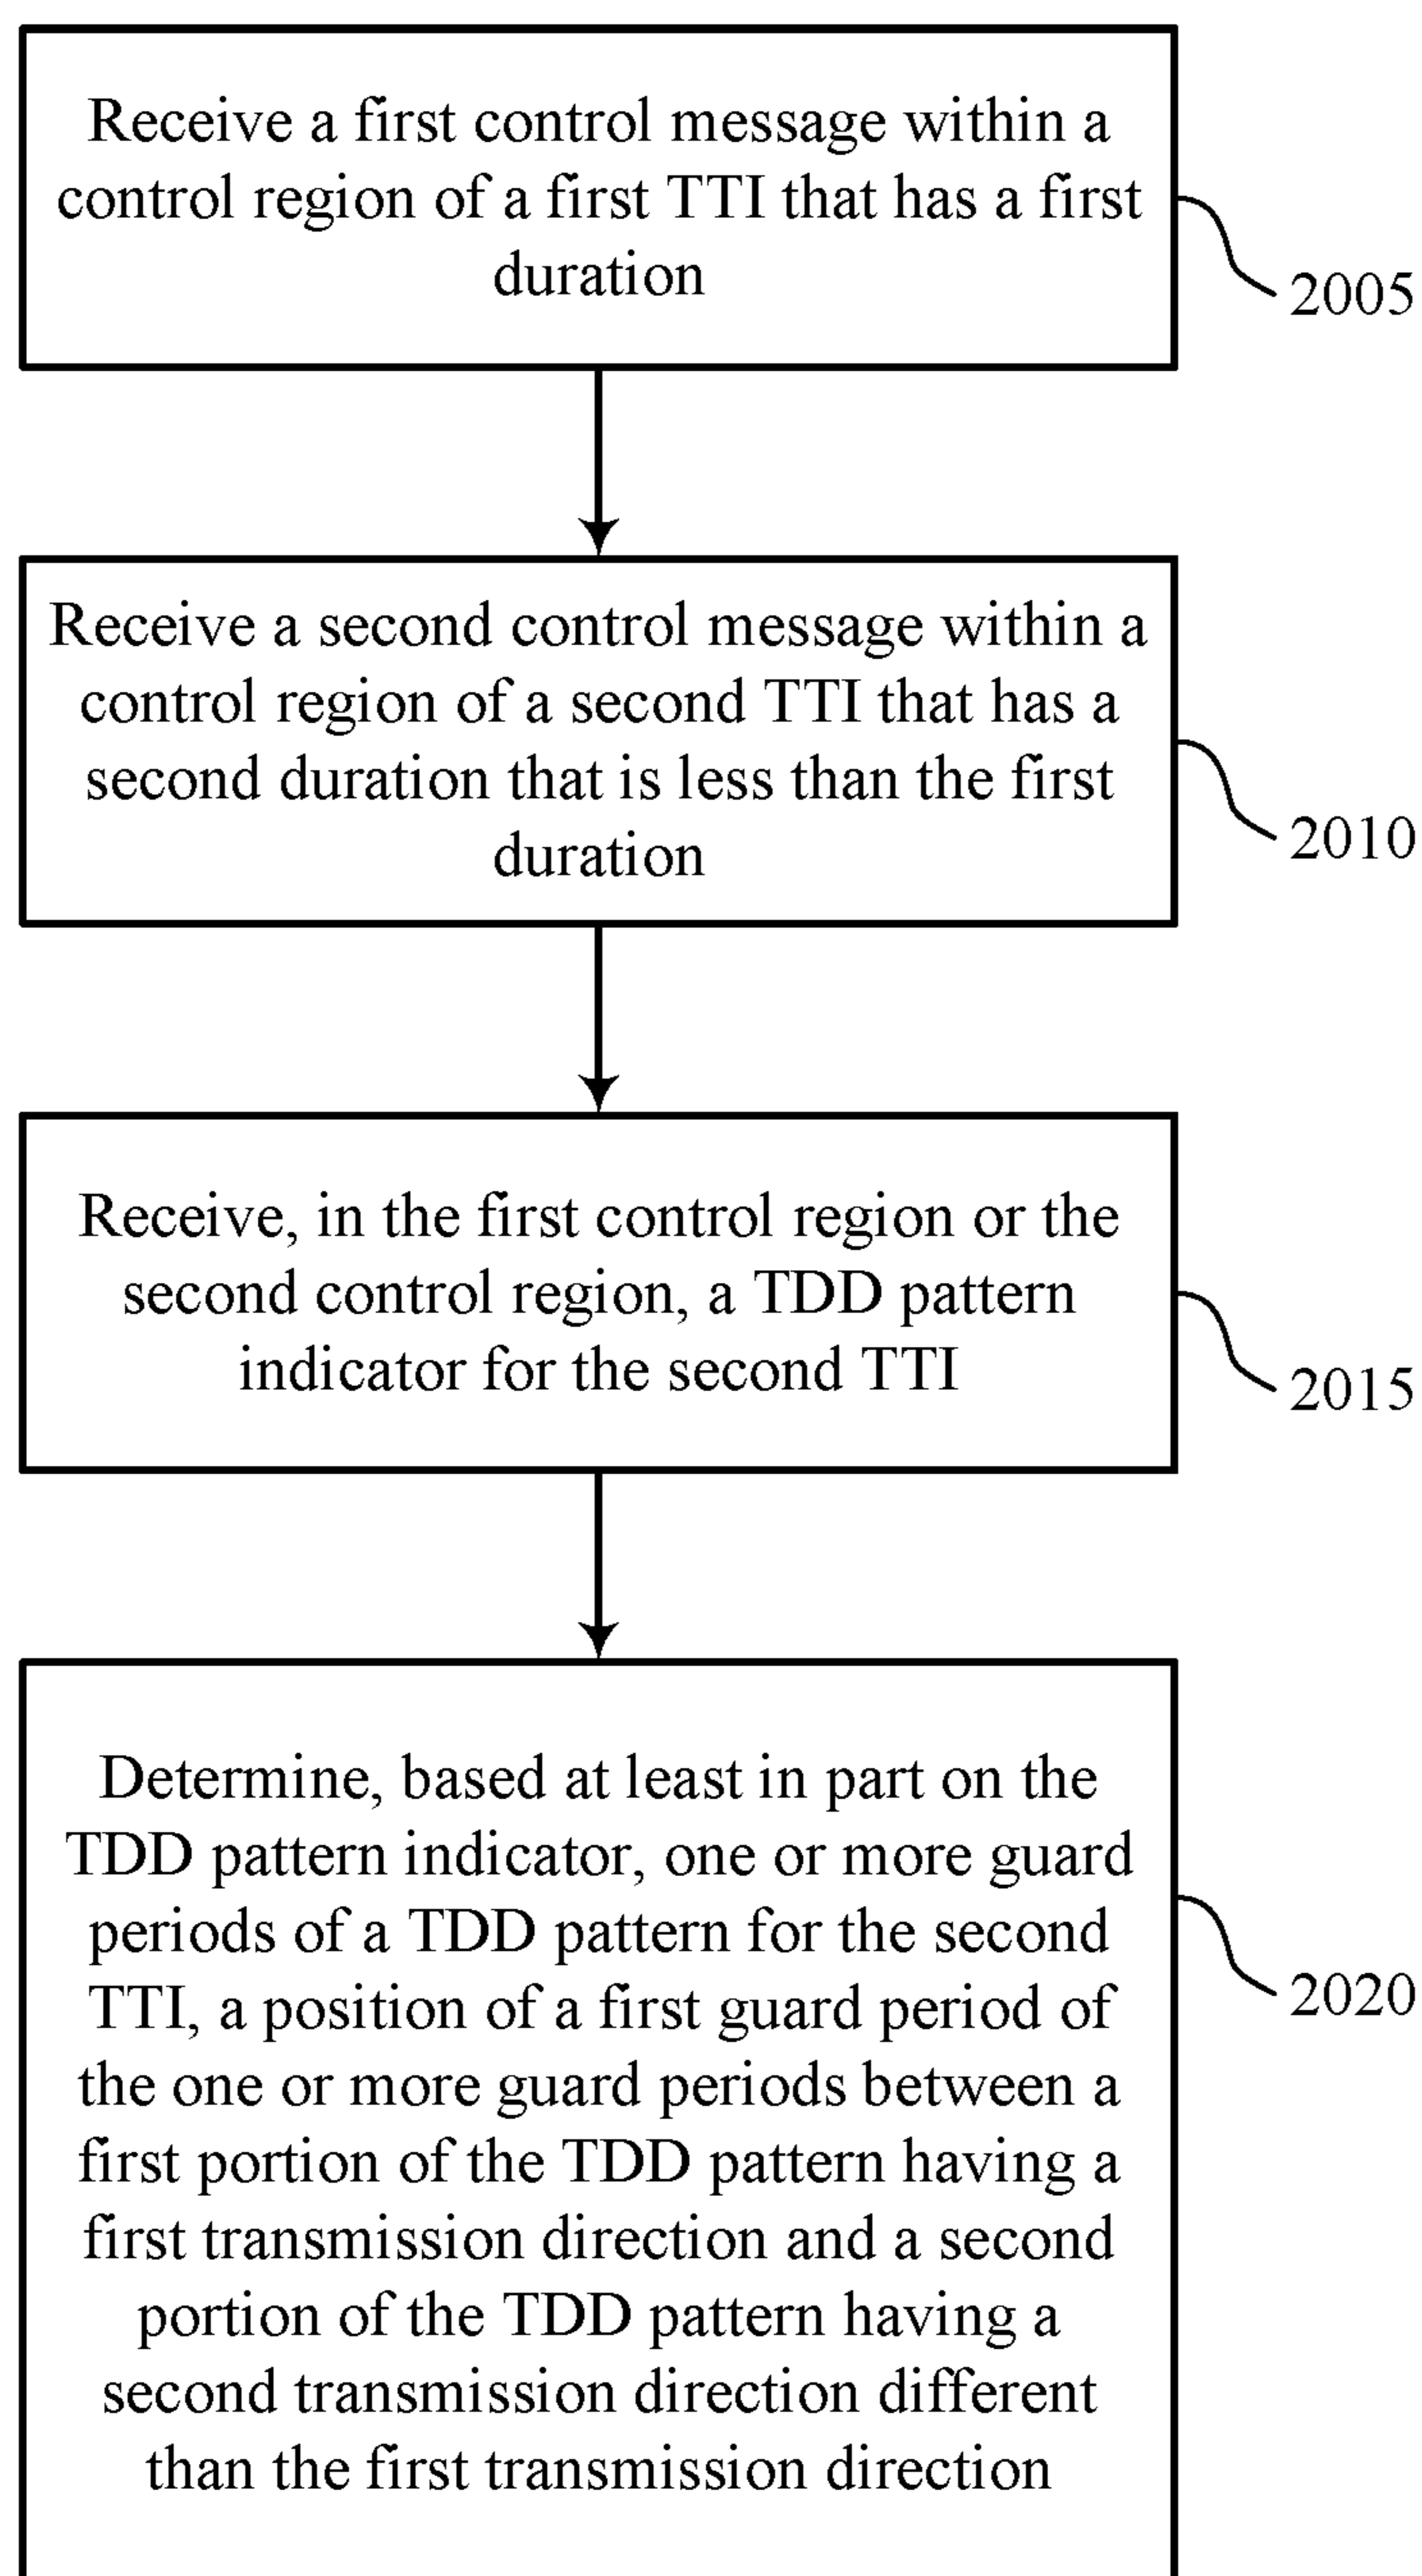 Receive a first control message within a
control region of a first TTI that has a first
duration
2005
Receive a second control message within a
control region of a second TTI that has a
second duration that is less than the first
duration
2010
Receive, in the first control region or the
second control region, a TDD pattern
indicator for the second TTI
2015
Determine, based at least in part on the
TDD pattern indicator, one or more guard
periods of a TDD pattern for the second
TTI, a position of a first guard period of
the one or more guard periods between a
first portion of the TDD pattern having a
first transmission direction and a second
portion of the TDD pattern having a
second transmission direction different
than the first transmission direction
2020